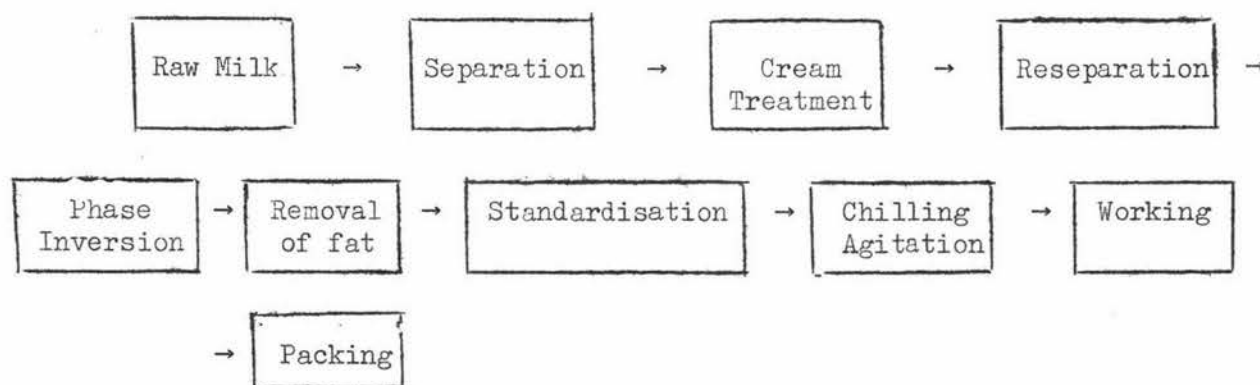 Raw Milk → Separation → Cream Treatment → Reseparation →
Phase Inversion → Removal of fat → Standardisation → Chilling Agitation → Working
→ Packing